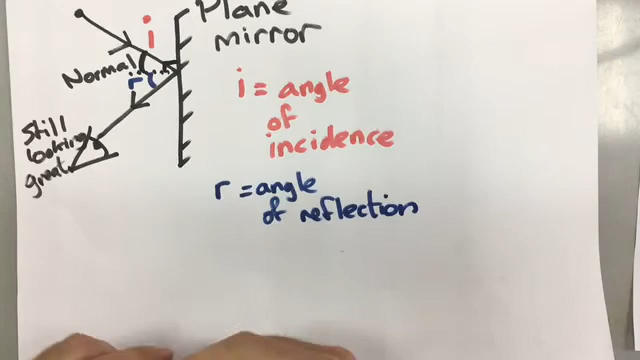 Plane
mirror
i
Normal
r
i = angle
of
incidence
Still
looking
great
r = angle
of reflection